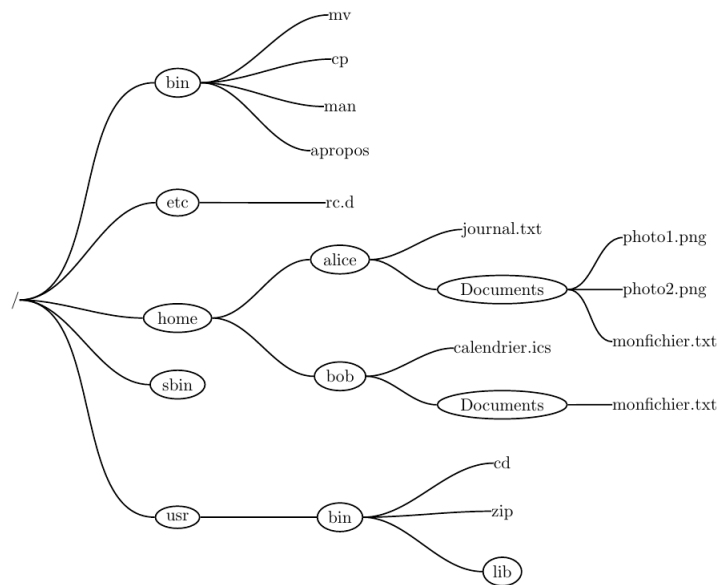 mv
cp
bin
man
apropos
etc
rc.d
journal.txt
photo1.png
alice
/
Documents
photo2.png
home
monfichier.txt
calendrier.ics
bob
sbin
Documents
monfichier.txt
cd
zip
usr
bin
lib